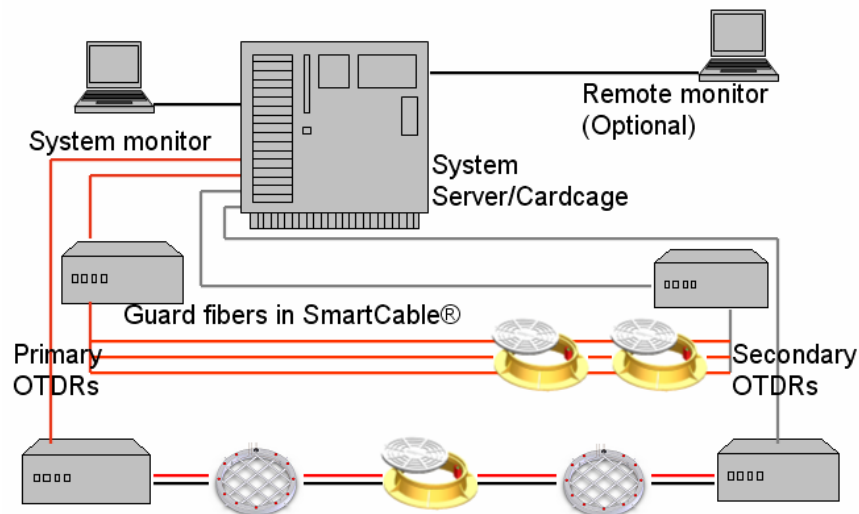 Remote monitor
(Optional)
System monitor
System
Server/Cardcage
Guard fibers in SmartCable®
Primary
OTDRs
Secondary
OTDRs